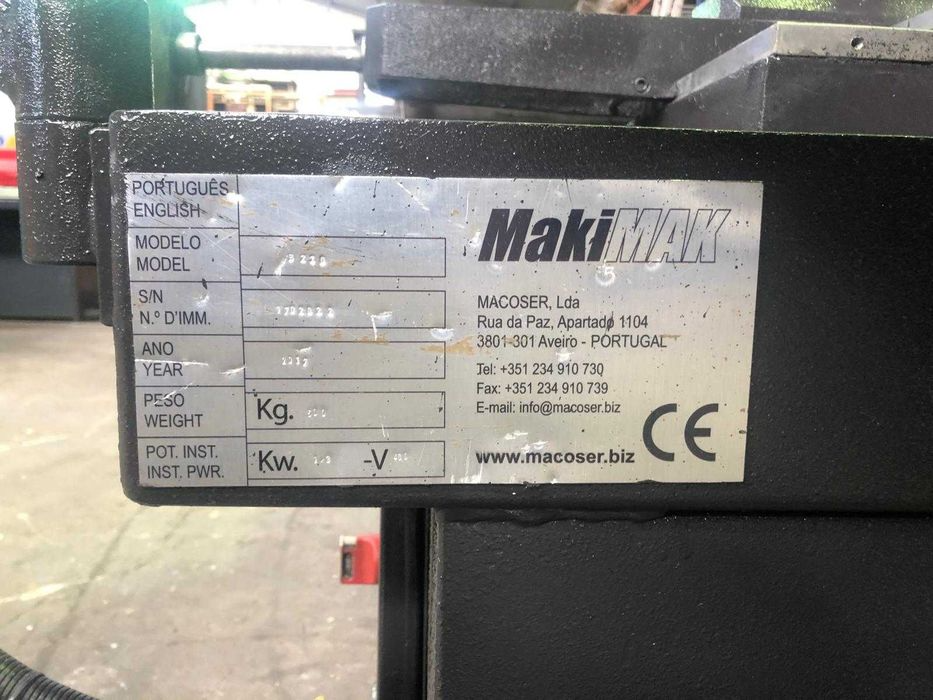 PORTUGUÊS
ENGLISH
MODELO
MODEL
S/N
N.º D'IMM.
ANO
YEAR
PESO
WEIGHT
Kg.
POT. INST.
INST. PWR.
Kw. -V
MakiMAK
MACOSER, Lda
Rua da Paz, Apartado 1104
3801-301 Aveiro - PORTUGAL
Tel: +351 234 910 730
Fax: +351 234 910 739
E-mail: info@macoser.biz
www.macoser.biz
CE